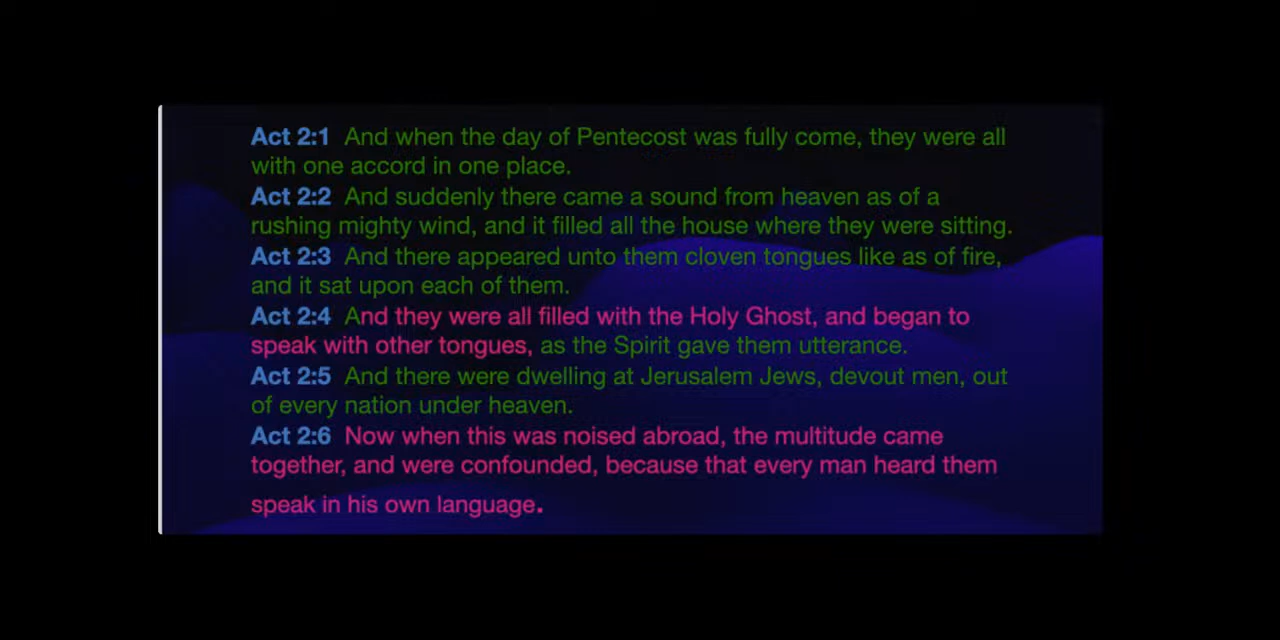 Act 2:1 And when the day of Pentecost was fully come, they were all
with one accord in one place.
Act 2:2 And suddenly there came a sound from heaven as of a
rushing mighty wind, and it filled all the house where they were sitting.
Act 2:3 And there appeared unto them cloven tongues like as of fire,
and it sat upon each of them.
Act 2:4 And they were all filled with the Holy Ghost, and began to
speak with other tongues, as the Spirit gave them utterance.
Act 2:5 And there were dwelling at Jerusalem Jews, devout men, out
of every nation under heaven.
Act 2:6 Now when this was noised abroad, the multitude came
together, and were confounded, because that every man heard them
speak in his own language.